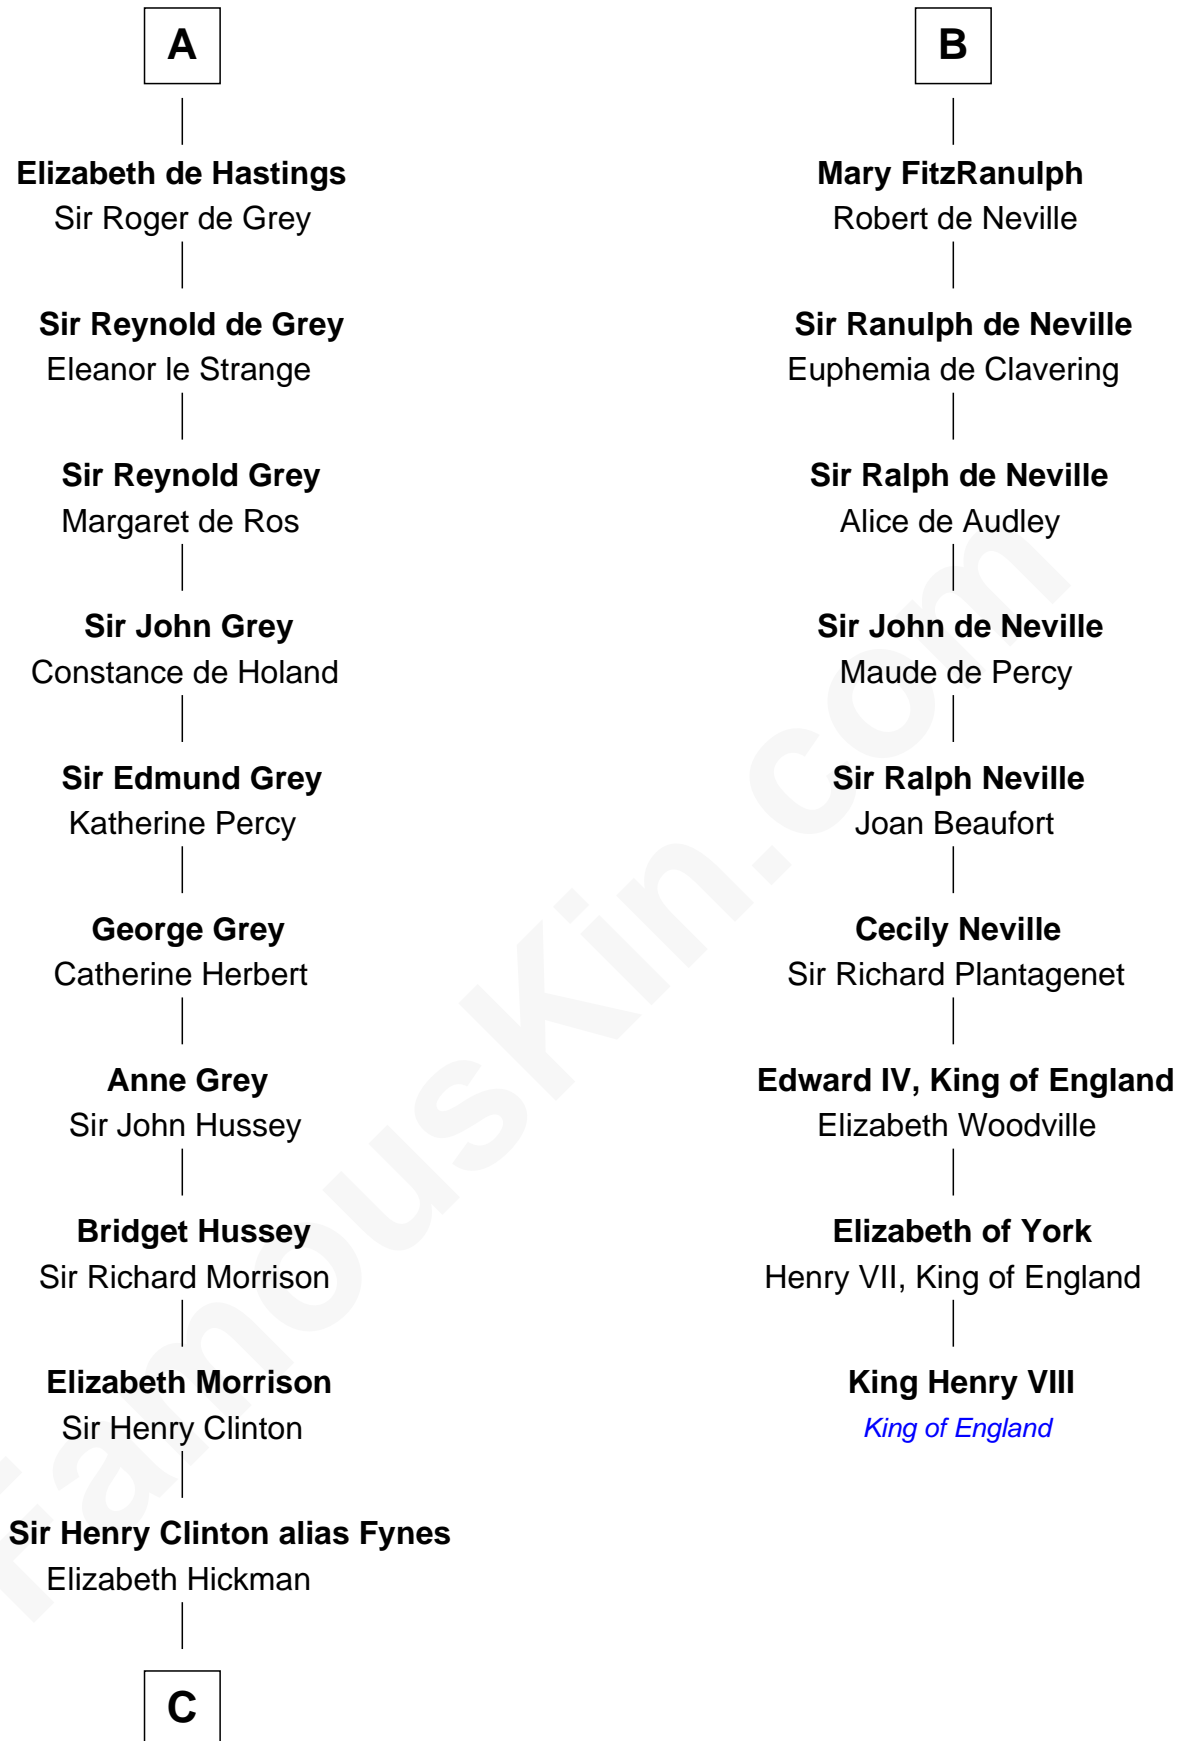 A
Elizabeth de Hastings
Sir Roger de Grey
Sir Reynold de Grey
Eleanor le Strange
Sir Reynold Grey
Margaret de Ros
Sir John Grey
Constance de Holand
Sir Edmund Grey
Katherine Percy
George Grey
Catherine Herbert
Anne Grey
Sir John Hussey
Bridget Hussey
Sir Richard Morrison
Elizabeth Morrison
Sir Henry Clinton
Sir Henry Clinton alias Fynes
Elizabeth Hickman
C
B
Mary FitzRanulph
Robert de Neville
Sir Ranulph de Neville
Euphemia de Clavering
Sir Ralph de Neville
Alice de Audley
Sir John de Neville
Maude de Percy
Sir Ralph Neville
Joan Beaufort
Cecily Neville
Sir Richard Plantagenet
Edward IV, King of England
Elizabeth Woodville
Elizabeth of York
Henry VII, King of England
King Henry VIII
King of England
FamousKin.com